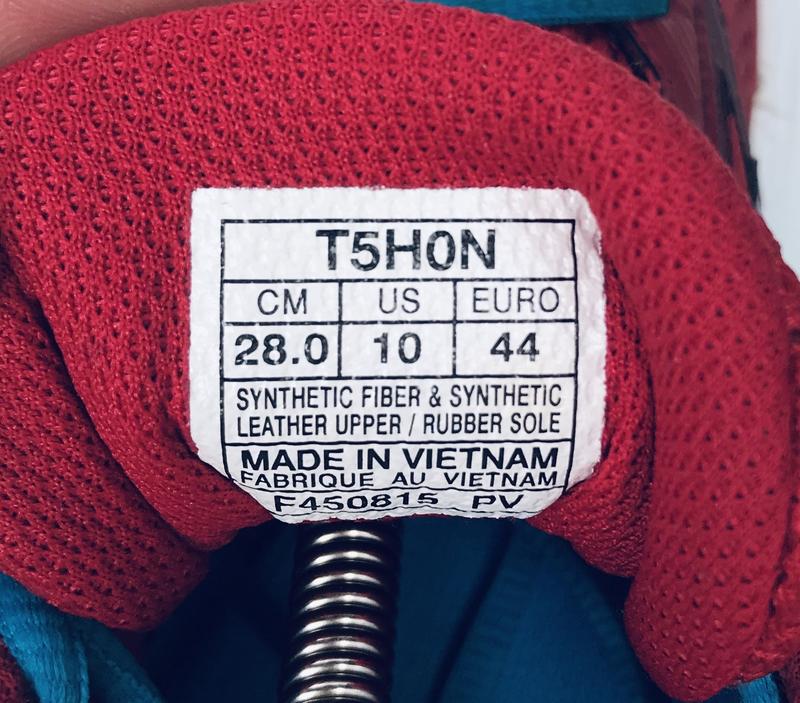 T5H0N
CM US EURO
28.0 10 44
SYNTHETIC FIBER & SYNTHETIC
LEATHER UPPER / RUBBER SOLE
MADE IN VIETNAM
FABRIQUE AU VIETNAM
F450815 PV